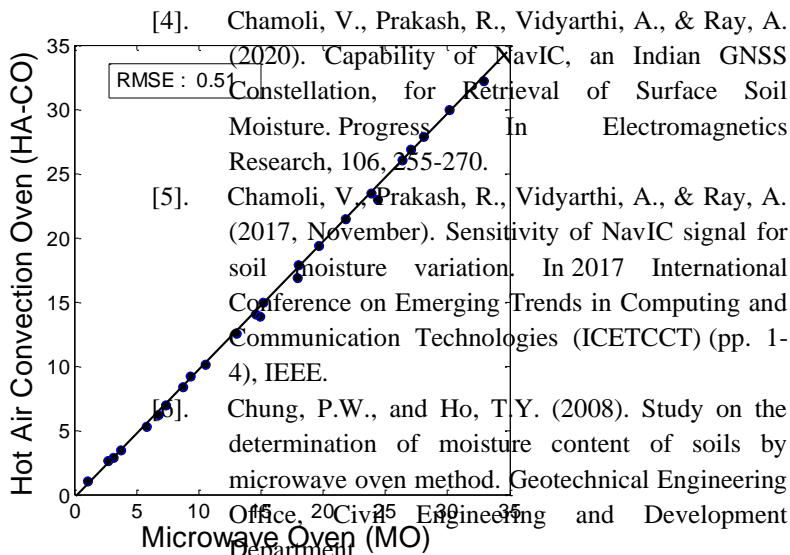 [4]. Chamoli, V., Prakash, R., Vidyarthi, A., & Ray, A.
(2020). Capability of NavIC, an Indian GNSS
Constellation, for Retrieval of Surface Soil
Moisture. Progress In Electromagnetics
Research, 106, 255-270.
[5]. Chamoli, V., Prakash, R., Vidyarthi, A., & Ray, A.
(2017, November). Sensitivity of NavIC signal for
soil moisture variation. In 2017 International
Conference on Emerging Trends in Computing and
Communication Technologies (ICETCCT) (pp. 1-
4), IEEE.
[6]. Chung, P.W., and Ho, T.Y. (2008). Study on the
determination of moisture content of soils by
microwave oven method. Geotechnical Engineering
Office, Civil Engineering and Development
Department
RMSE : 0.51
Hot Air Convection Oven (HA-CO)
35
30
25
20
15
10
5
0
0 5 10 15 20 25 30 35
Microwave Oven (MO)